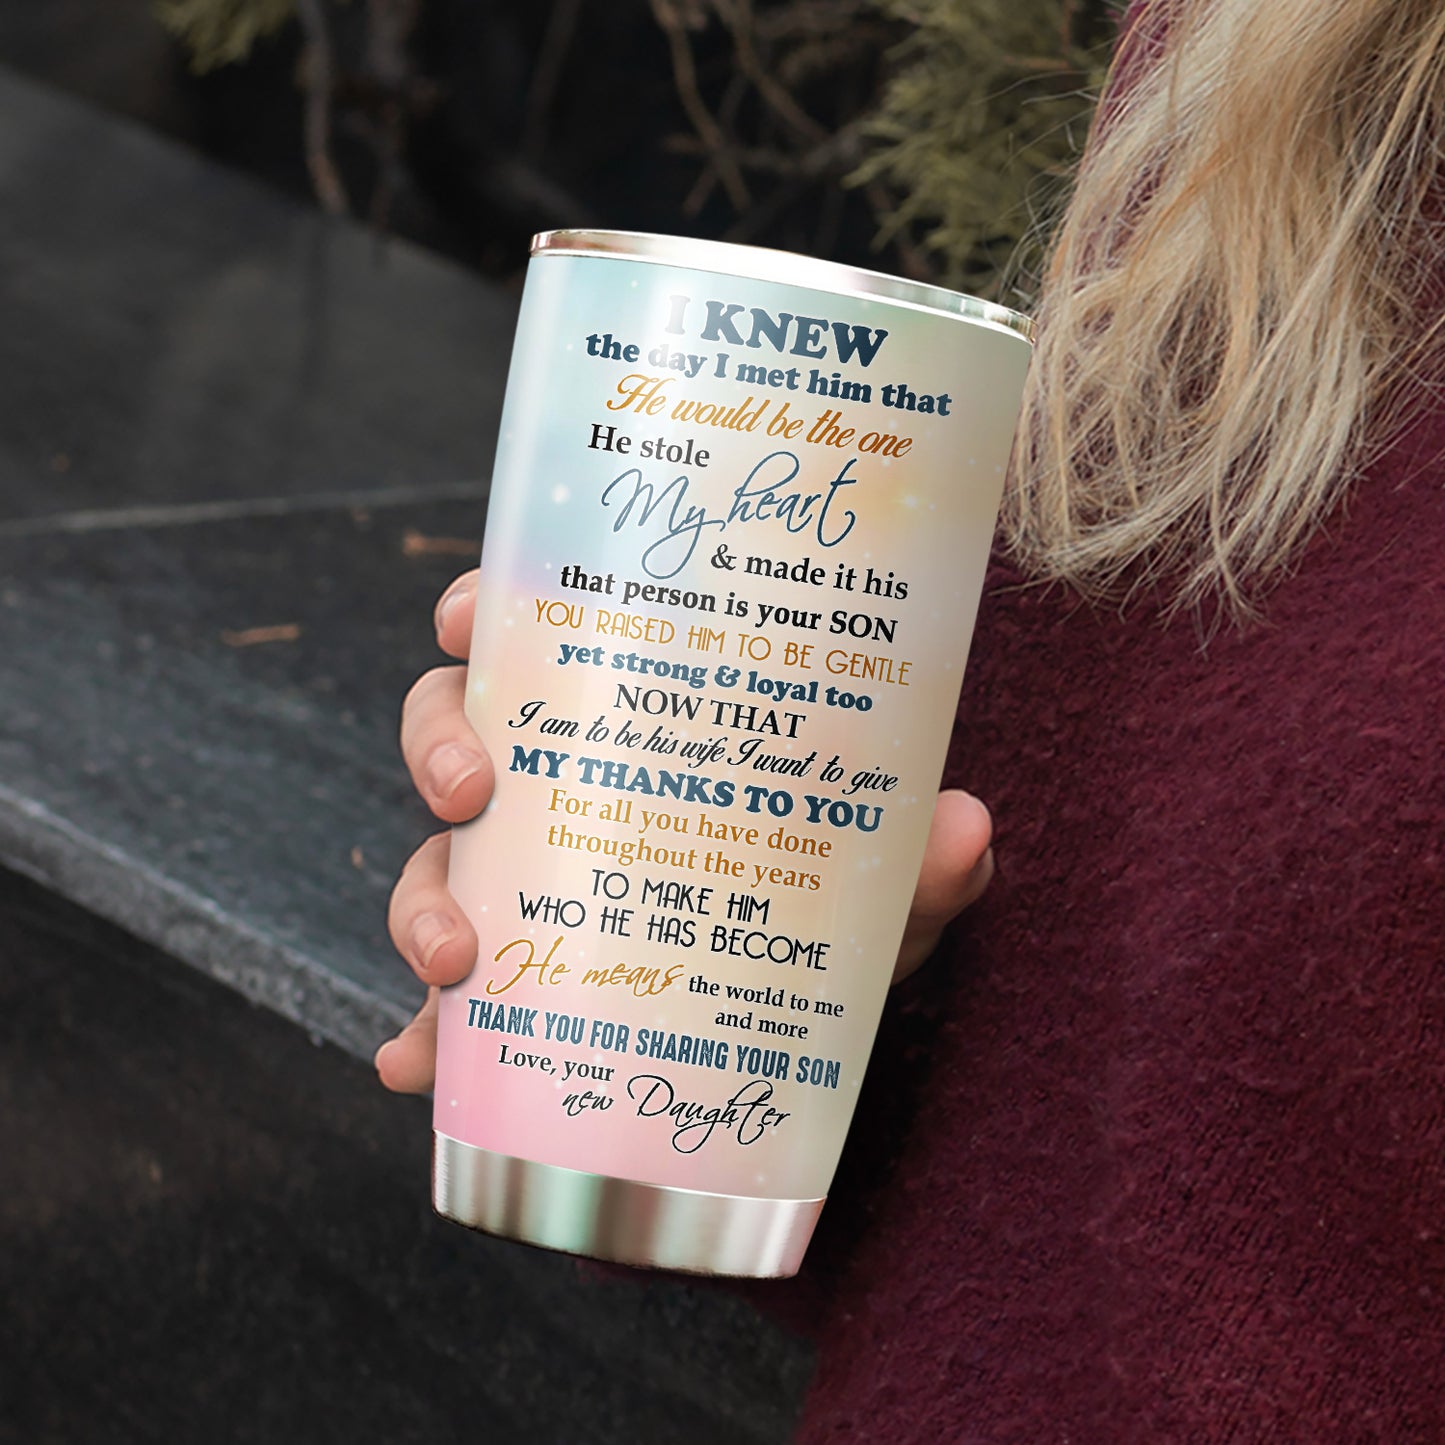 I KNEW
the day I met him that
He would be the one
He stole
My heart
& made it his
that person is your SON
YOU RAISED HIM TO BE GENTLE
yet strong & loyal too
NOW THAT
I am to be his wife I want to give
MY THANKS TO YOU
For all you have done
throughout the years
TO MAKE HIM
WHO HE HAS BECOME
He means the world to me
and more
THANK YOU FOR SHARING YOUR SON
Love, your
new Daughter